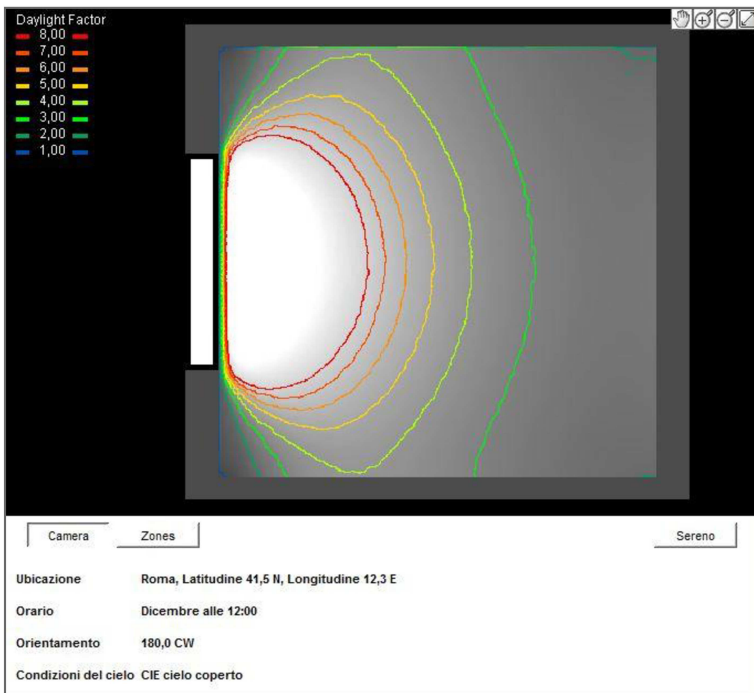 Daylight Factor
8,00
7,00
6,00
5,00
4,00
3,00
2,00
1,00
Camera
Zones
Sereno
Ubicazione Roma, Latitudine 41,5 N, Longitudine 12,3 E
Orario Dicembre alle 12:00
Orientamento 180,0 CW
Condizioni del cielo CIE cielo coperto